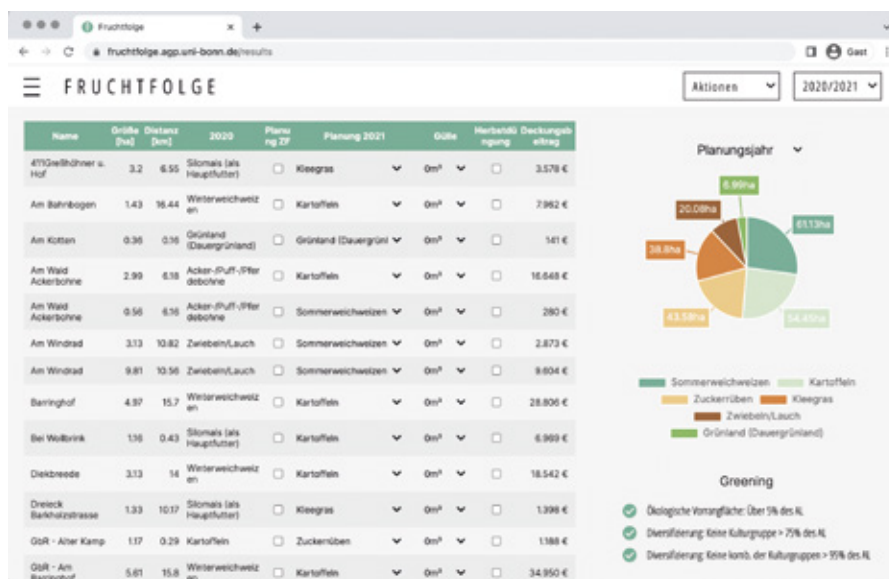 Fruchtfolge
fruchtfolge.agp.uni-bonn.de/results
Gast
FRUCHTFOLGE
Aktionen
2020/2021
Name Größe [ha] Distanz [km] 2020 Planung ZF Planung 2021 Gülle Herbstdüngung Deckungsbeitrag
Hof 3.2 6.55 Silomais (als Hauptfutter) Kleegras 0m³ 3.578 €
Am Bahnbogen 1.43 16.44 Winterweichweizen Kartoffeln 0m³ 7.962 €
Am Kotten 0.36 0.16 Grünland (Dauergrünland) Grünland (Dauergrünl 0m³ 141 €
Am Wald Ackerbohne 2.99 6.18 Acker-/Puff-/Pferdebohne Kartoffeln 0m³ 16.648 €
Am Wald Ackerbohne 0.56 6.16 Acker-/Puff-/Pferdebohne Sommerweichweizen 0m³ 280 €
Am Windrad 3.13 10.82 Zwiebeln/Lauch Sommerweichweizen 0m³ 2.873 €
Am Windrad 9.81 10.56 Zwiebeln/Lauch Sommerweichweizen 0m³ 9.604 €
Barringhof 4.97 15.7 Winterweichweizen Kartoffeln 0m³ 28.806 €
Bei Wollbrink 1.16 0.43 Silomais (als Hauptfutter) Kartoffeln 0m³ 6.969 €
Diekbreede 3.13 14 Winterweichweizen Kartoffeln 0m³ 18.542 €
Dreieck Barkholzstrasse 1.33 10.17 Silomais (als Hauptfutter) Kleegras 0m³ 1.398 €
GbR - Alter Kamp 1.17 0.29 Kartoffeln Zuckerrüben 0m³ 1.188 €
GbR - Am Barringhof 5.61 15.8 Winterweichweizen Kartoffeln 0m³ 34.950 €
Planungsjahr
6.99ha
20.08ha
61.13ha
38.8ha
43.58ha
54.45ha
Sommerweichweizen Kartoffeln
Zuckerrüben Kleegras
Zwiebeln/Lauch
Grünland (Dauergrünland)
Greening
Ökologische Vorrangfläche: Über 5% des AL
Diversifizierung: Keine Kulturgruppe > 75% des AL
Diversifizierung: Keine komb. der Kulturgruppen > 95% des AL